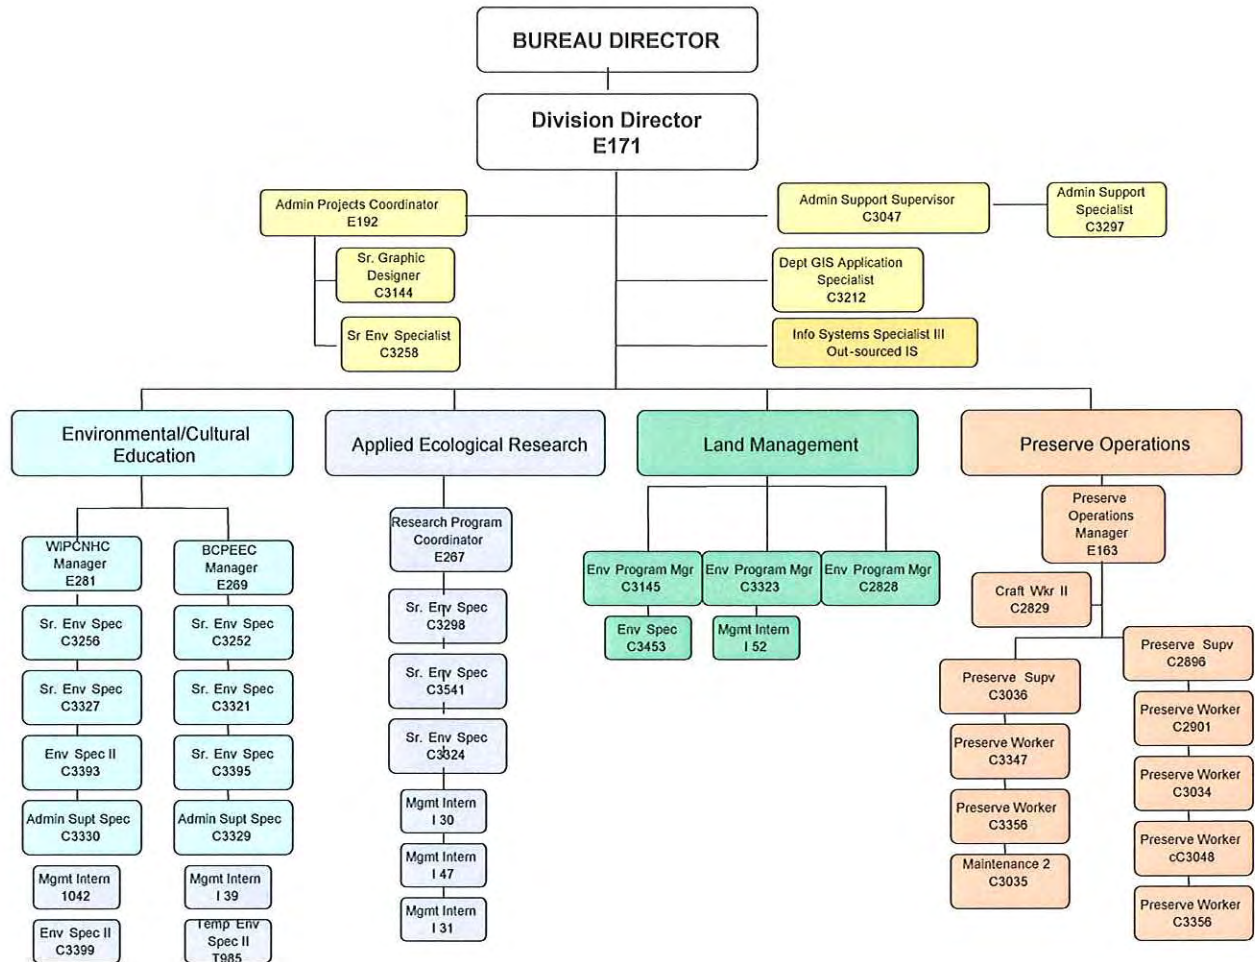 BUREAU DIRECTOR
Division Director
E171
Admin Projects Coordinator
E192
Sr. Graphic
Designer
C3144
Sr Env Specialist
C3258
Admin Support Supervisor
C3047
Admin Support
Specialist
C3297
Dept GIS Application
Specialist
C3212
Info Systems Specialist III
Out-sourced IS
Environmental/Cultural
Education
WIPCNHC
Manager
E281
Sr. Env Spec
C3256
Sr. Env Spec
C3327
Env Spec II
C3393
Admin Supt Spec
C3330
Mgmt Intern
1042
Env Spec II
C3399
BCPEEC
Manager
E269
Sr. Env Spec
C3252
Sr. Env Spec
C3321
Sr. Env Spec
C3395
Admin Supt Spec
C3329
Mgmt Intern
I 39
Temp Env
Spec II
T985
Applied Ecological Research
Research Program
Coordinator
E267
Sr. Env Spec
C3298
Sr. Env Spec
C3541
Sr. Env Spec
C3324
Mgmt Intern
I 30
Mgmt Intern
I 47
Mgmt Intern
I 31
Land Management
Env Program Mgr
C3145
Env Spec
C3453
Env Program Mgr
C3323
Mgmt Intern
I 52
Env Program Mgr
C2828
Preserve Operations
Preserve
Operations
Manager
E163
Craft Wkr II
C2829
Preserve Supv
C3036
Preserve Worker
C3347
Preserve Worker
C3356
Maintenance 2
C3035
Preserve Supv
C2896
Preserve Worker
C2901
Preserve Worker
C3034
Preserve Worker
cC3048
Preserve Worker
C3356